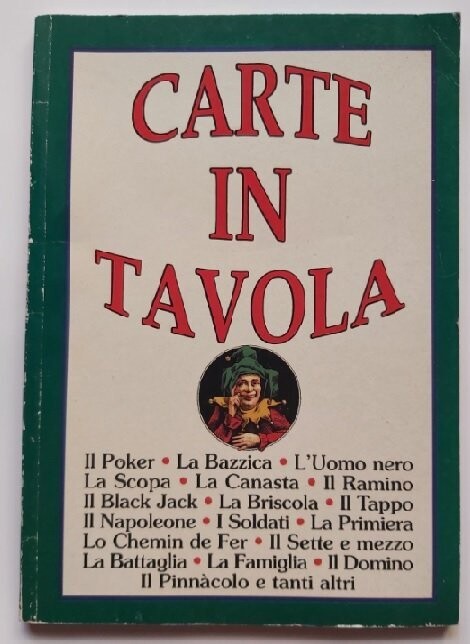 CARTE
IN
TAVOLA
Il Poker • La Bazzica • L'Uomo nero
La Scopa • La Canasta • Il Ramino
Il Black Jack • La Briscola • Il Tappo
Il Napoleone • I Soldati • La Primiera
Lo Chemin de Fer • Il Sette e mezzo
La Battaglia • La Famiglia • Il Domino
Il Pinnàcolo e tanti altri